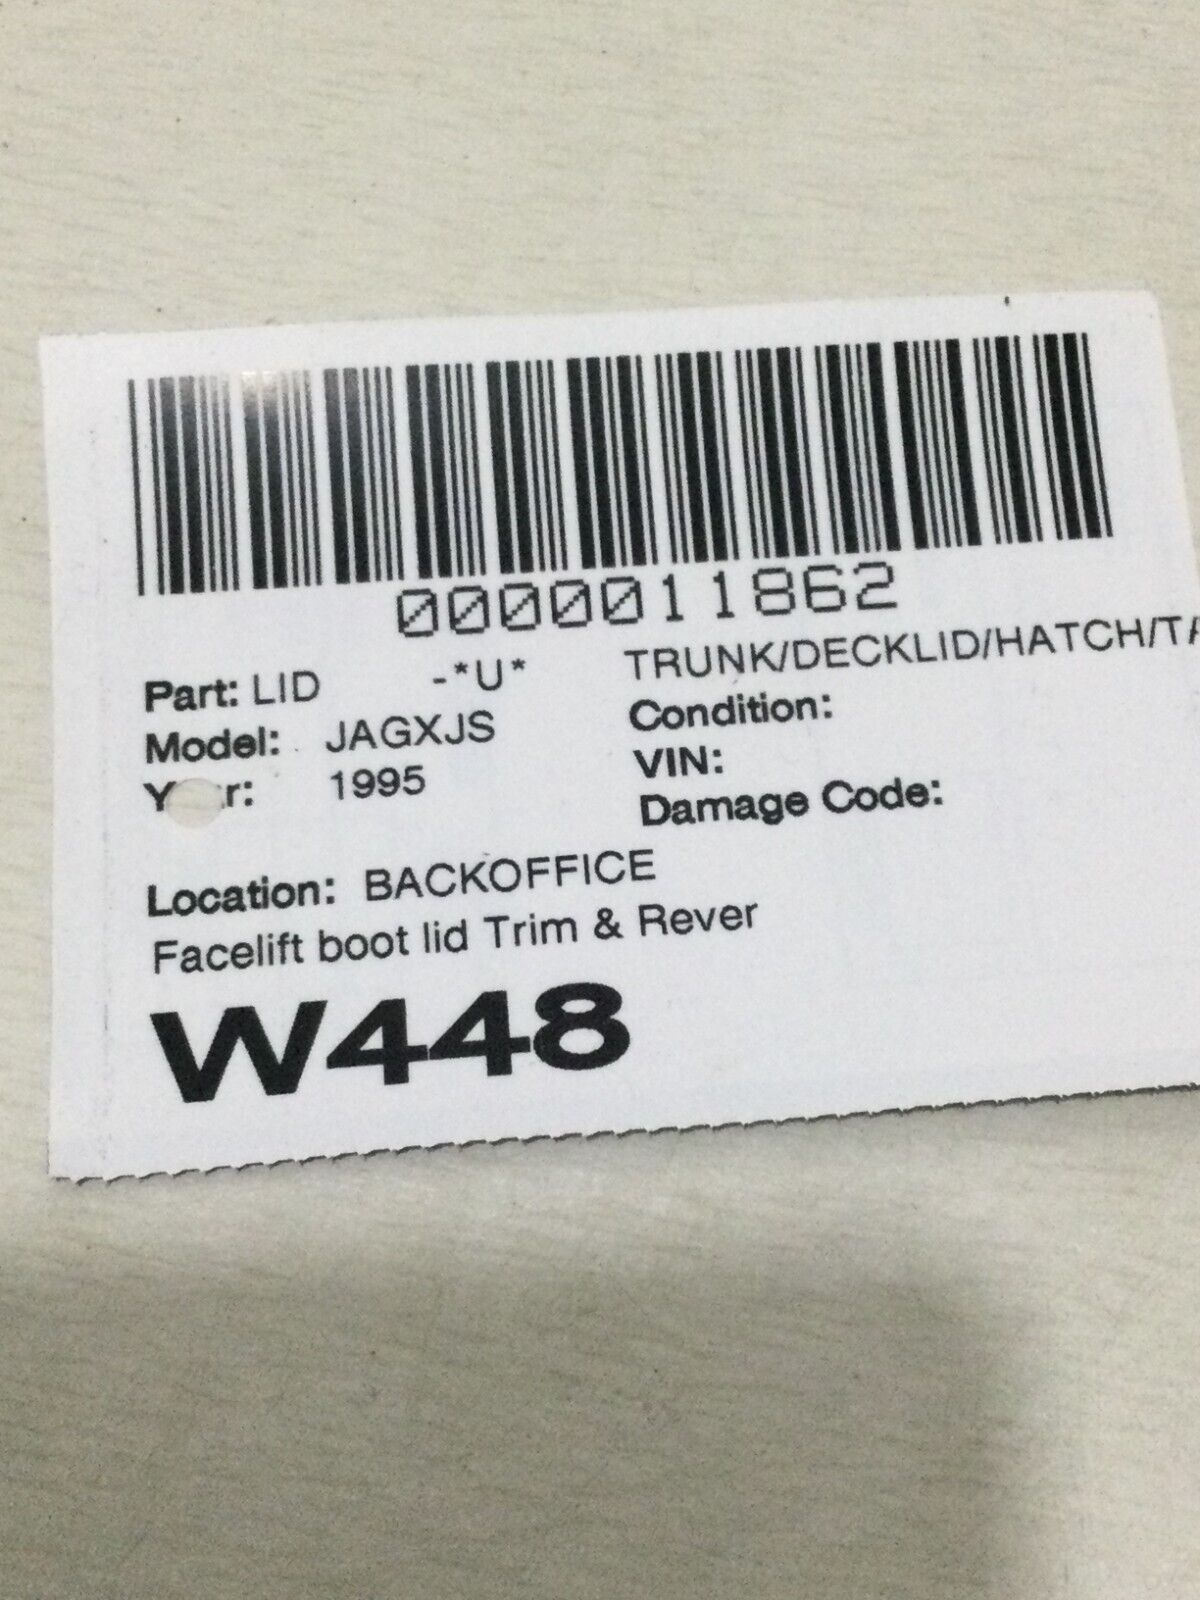 0000011862
Part: LID -*U* TRUNK/DECKLID/HATCH/TA
Model: JAGXJS Condition:
Year: 1995 VIN:
Damage Code:
Location: BACKOFFICE
Facelift boot lid Trim & Rever
W448